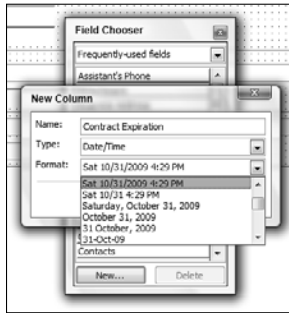 Field Chooser
Frequently-used fields
Assistant's Phone
New Column
Name: Contract Expiration
Type: Date/Time
Format: Sat 10/31/2009 4:29 PM
Sat 10/31/2009 4:29 PM
Sat 10/31 4:29 PM
Saturday, October 31, 2009
October 31, 2009
31 October, 2009
31-Oct-09
Contacts
New... Delete